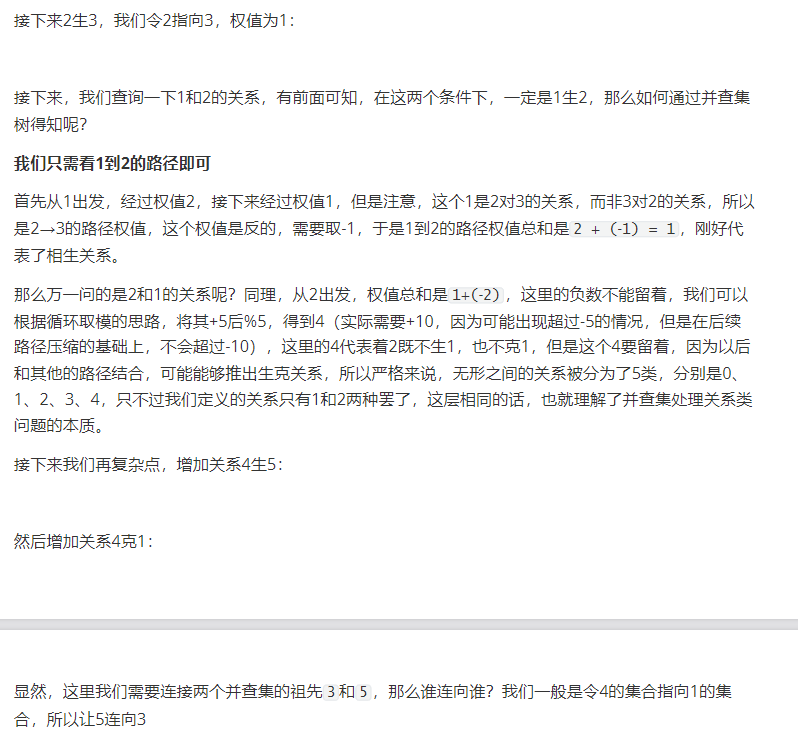 接下来2生3，我们令2指向3，权值为1：
接下来，我们查询一下1和2的关系，有前面可知，在这两个条件下，一定是1生2，那么如何通过并查集
树得知呢？
我们只需看1到2的路径即可
首先从1出发，经过权值2，接下来经过权值1，但是注意，这个1是2对3的关系，而非3对2的关系，所以
是2→3的路径权值，这个权值是反的，需要取-1，于是1到2的路径权值总和是 2 + (-1) = 1，刚好代
表了相生关系。
那么万一问的是2和1的关系呢？同理，从2出发，权值总和是 1+(-2)，这里的负数不能留着，我们可以
根据循环取模的思路，将其+5后%5，得到4（实际需要+10，因为可能出现超过-5的情况，但是在后续
路径压缩的基础上，不会超过-10），这里的4代表着2既不生1，也不克1，但是这个4要留着，因为以后
和其他的路径结合，可能能够推出生克关系，所以严格来说，无形之间的关系被分为了5类，分别是0、
1、2、3、4，只不过我们定义的关系只有1和2两种罢了，这层相同的话，也就理解了并查集处理关系类
问题的本质。
接下来我们再复杂点，增加关系4生5：
然后增加关系4克1：
显然，这里我们需要连接两个并查集的祖先 3 和 5，那么谁连向谁？我们一般是令4的集合指向1的集
合，所以让5连向3